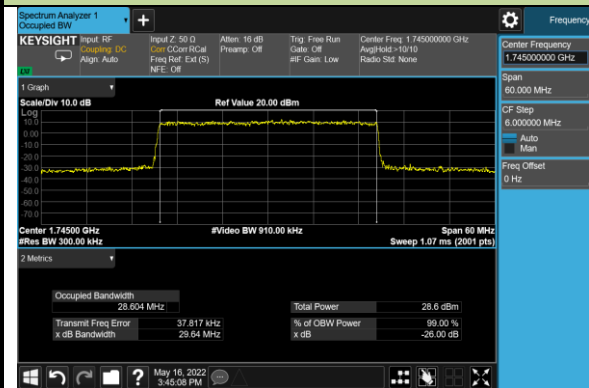 Spectrum Analyzer 1
Occupied BW
Frequency
KEYSIGHT
Input: RF
Coupling: DC
Align: Auto
Input Z: 50 Ω
Corr CCorr RCal
Freq Ref: Ext (S)
NFE: Off
Atten: 16 dB
Preamp: Off
Trig: Free Run
Gate: Off
#IF Gain: Low
Center Freq: 1.745000000 GHz
Avg|Hold:>10/10
Radio Std: None
Center Frequency
1.745000000 GHz
Span
60.000 MHz
CF Step
6.000000 MHz
Auto
Man
Freq Offset
0 Hz
1 Graph
Scale/Div 10.0 dB
Ref Value 20.00 dBm
Log
10.0
0.00
-10.0
-20.0
-30.0
-40.0
-50.0
-60.0
-70.0
Center 1.74500 GHz
#Video BW 910.00 kHz
Span 60 MHz
#Res BW 300.00 kHz
Sweep 1.07 ms (2001 pts)
2 Metrics
Occupied Bandwidth
28.604 MHz
Total Power 28.6 dBm
Transmit Freq Error 37.817 kHz
% of OBW Power 99.00 %
x dB Bandwidth 29.64 MHz
x dB -26.00 dB
?
May 16, 2022
3:45:08 PM